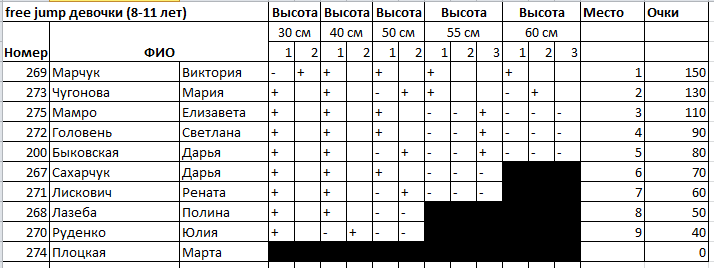 free jump девочки (8-11 лет) Высота Высота Высота Высота Высота Место Очки
30 см 40 см 50 см 55 см 60 см
Номер ФИО 1 2 1 2 1 2 1 2 3 1 2 3
269 Марчук Виктория - + + + + + 1 150
273 Чугонова Мария + + - + + - + 2 130
275 Мамро Елизавета + + + - - + - - - 3 110
272 Головень Светлана + + + - - + - - - 4 90
200 Быковская Дарья + + - + - - + - - - 5 80
267 Сахарчук Дарья + + + - - - 6 70
271 Лискович Рената + + - + - - - 7 60
268 Лазеба Полина + + - - 8 50
270 Руденко Юлия + - + - - 9 40
274 Плоцкая Марта 0